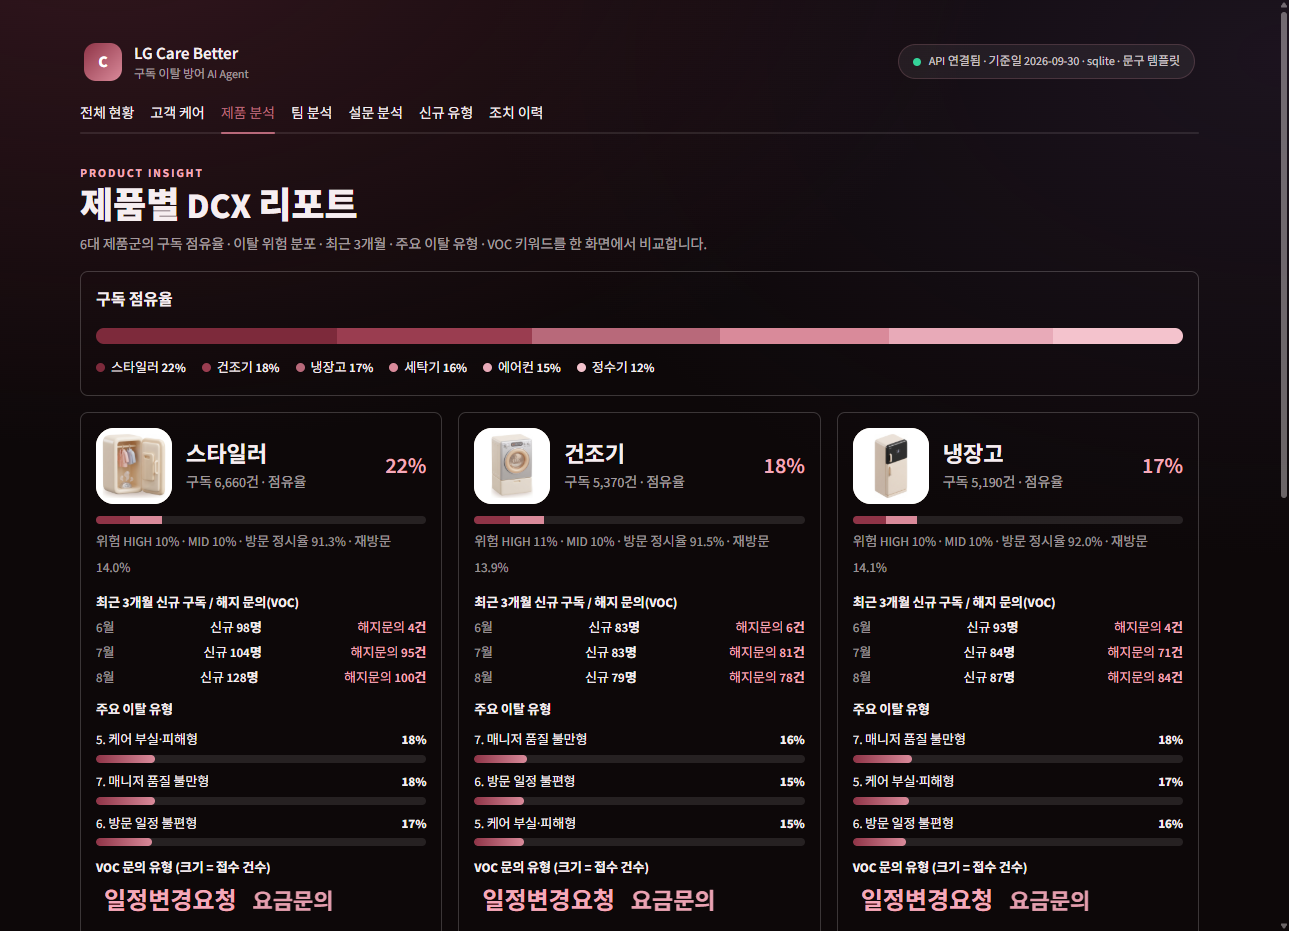 C
LG Care Better
구독 이탈 방어 AI Agent
API 연결됨 · 기준일 2026-09-30 · sqlite · 문구 템플릿
전체 현황 고객 케어 제품 분석 팀 분석 설문 분석 신규 유형 조치 이력
PRODUCT INSIGHT
제품별 DCX 리포트
6대 제품군의 구독 점유율 · 이탈 위험 분포 · 최근 3개월 · 주요 이탈 유형 · VOC 키워드를 한 화면에서 비교합니다.
구독 점유율
스타일러 22% 건조기 18% 냉장고 17% 세탁기 16% 에어컨 15% 정수기 12%
스타일러
구독 6,660건 · 점유율
22%
위험 HIGH 10% · MID 10% · 방문 정시율 91.3% · 재방문
14.0%
최근 3개월 신규 구독 / 해지 문의(VOC)
6월 신규 98명 해지문의 4건
7월 신규 104명 해지문의 95건
8월 신규 128명 해지문의 100건
주요 이탈 유형
5. 케어 부실·피해형 18%
7. 매니저 품질 불만형 18%
6. 방문 일정 불편형 17%
VOC 문의 유형 (크기 = 접수 건수)
일정변경요청 요금문의
건조기
구독 5,370건 · 점유율
18%
위험 HIGH 11% · MID 10% · 방문 정시율 91.5% · 재방문
13.9%
최근 3개월 신규 구독 / 해지 문의(VOC)
6월 신규 83명 해지문의 6건
7월 신규 83명 해지문의 81건
8월 신규 79명 해지문의 78건
주요 이탈 유형
7. 매니저 품질 불만형 16%
6. 방문 일정 불편형 15%
5. 케어 부실·피해형 15%
VOC 문의 유형 (크기 = 접수 건수)
일정변경요청 요금문의
냉장고
구독 5,190건 · 점유율
17%
위험 HIGH 10% · MID 10% · 방문 정시율 92.0% · 재방문
14.1%
최근 3개월 신규 구독 / 해지 문의(VOC)
6월 신규 93명 해지문의 4건
7월 신규 84명 해지문의 71건
8월 신규 87명 해지문의 84건
주요 이탈 유형
7. 매니저 품질 불만형 18%
5. 케어 부실·피해형 17%
6. 방문 일정 불편형 16%
VOC 문의 유형 (크기 = 접수 건수)
일정변경요청 요금문의